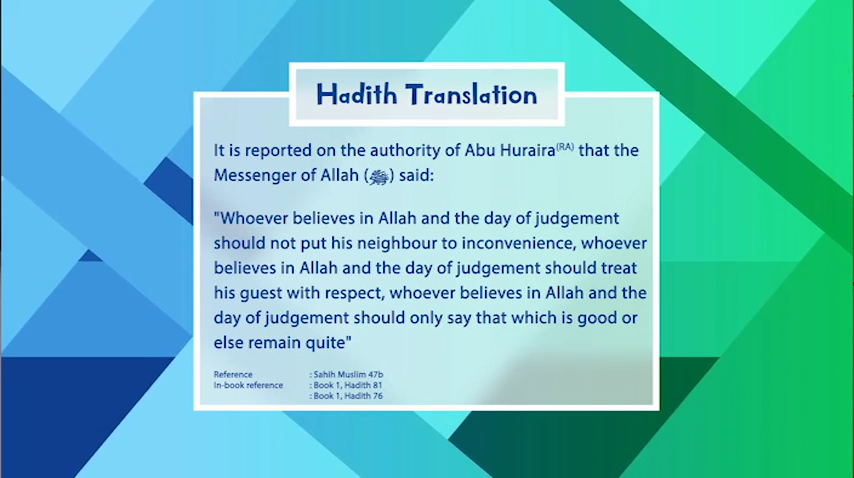 Hadith Translation
It is reported on the authority of Abu Huraira(RA) that the
Messenger of Allah (ﷺ) said:
"Whoever believes in Allah and the day of judgement
should not put his neighbour to inconvenience, whoever
believes in Allah and the day of judgement should treat
his guest with respect, whoever believes in Allah and the
day of judgement should only say that which is good or
else remain quite"
Reference : Sahih Muslim 47b
In-book reference : Book 1, Hadith 81
: Book 1, Hadith 76